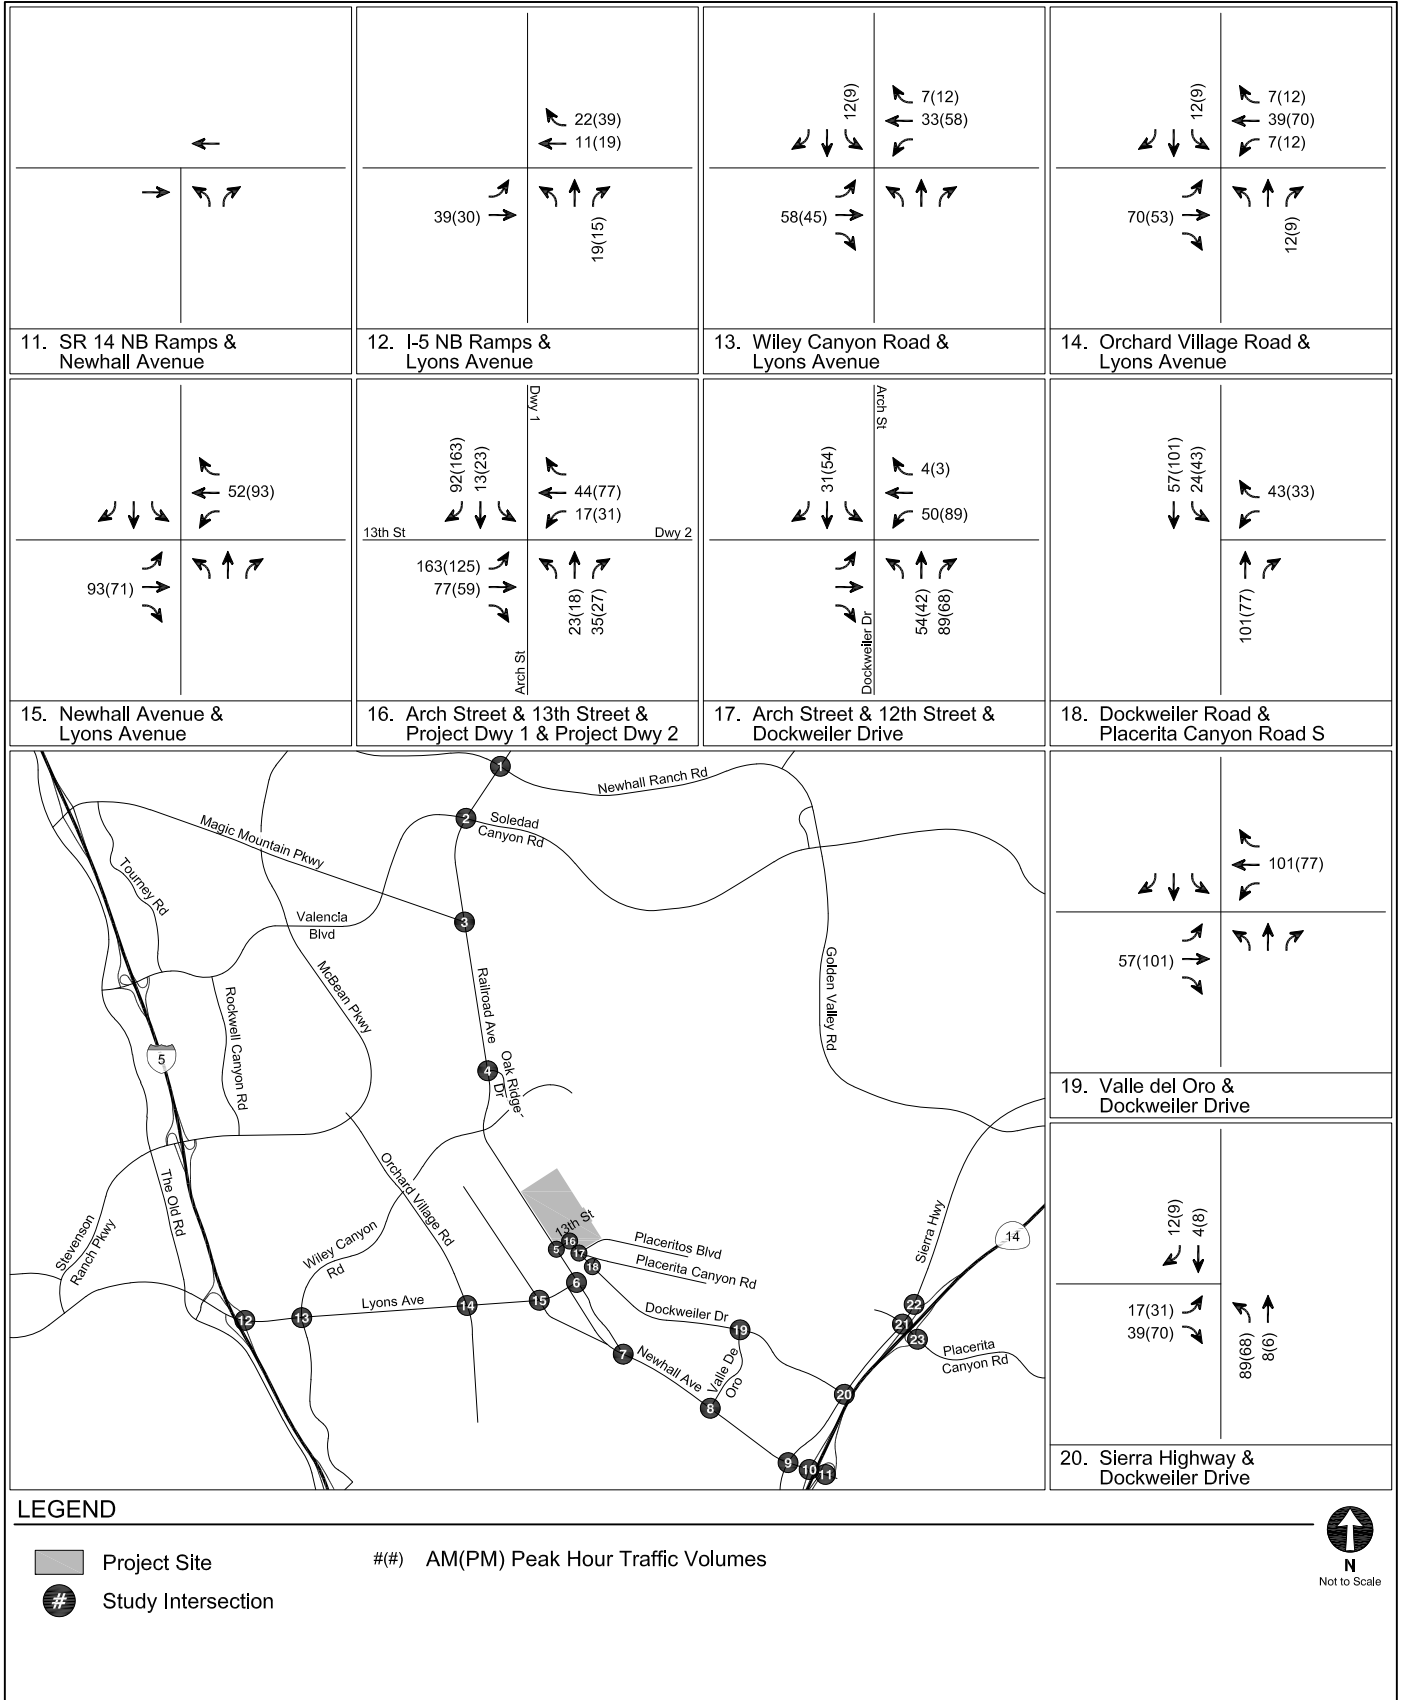 11. SR 14 NB Ramps &
Newhall Avenue
22(39)
11(19)
39(30)
19(15)
12. I-5 NB Ramps &
Lyons Avenue
12(9)
7(12)
33(58)
58(45)
13. Wiley Canyon Road &
Lyons Avenue
12(9)
7(12)
39(70)
7(12)
70(53)
12(9)
14. Orchard Village Road &
Lyons Avenue
52(93)
93(71)
15. Newhall Avenue &
Lyons Avenue
Dwy 1
92(163)
13(23)
44(77)
17(31)
13th St
Dwy 2
163(125)
77(59)
23(18)
35(27)
Arch St
16. Arch Street & 13th Street &
Project Dwy 1 & Project Dwy 2
Arch St
31(54)
4(3)
50(89)
54(42)
89(68)
Dockweiler Dr
17. Arch Street & 12th Street &
Dockweiler Drive
57(101)
24(43)
43(33)
101(77)
18. Dockweiler Road &
Placerita Canyon Road S
1
Newhall Ranch Rd
2
Soledad
Canyon Rd
Magic Mountain Pkwy
Tourney Rd
3
Valencia
Blvd
McBean Pkwy
Railroad Ave
Golden Valley Rd
Rockwell Canyon Rd
5
4
Oak Ridge
Dr
Orchard Village Rd
The Old Rd
Stevenson
Ranch Pkwy
Wiley Canyon
Rd
13th St
5
16
17
18
Placeritos Blvd
Placerita Canyon Rd
Sierra Hwy
14
6
Lyons Ave
12
13
14
15
Dockweiler Dr
19
7
Newhall Ave
Valle De
Oro
8
22
21
23
Placerita
Canyon Rd
20
9
10
11
101(77)
57(101)
19. Valle del Oro &
Dockweiler Drive
12(9)
4(8)
17(31)
39(70)
89(68)
8(6)
20. Sierra Highway &
Dockweiler Drive
LEGEND
Project Site
#(#) AM(PM) Peak Hour Traffic Volumes
# Study Intersection
N
Not to Scale